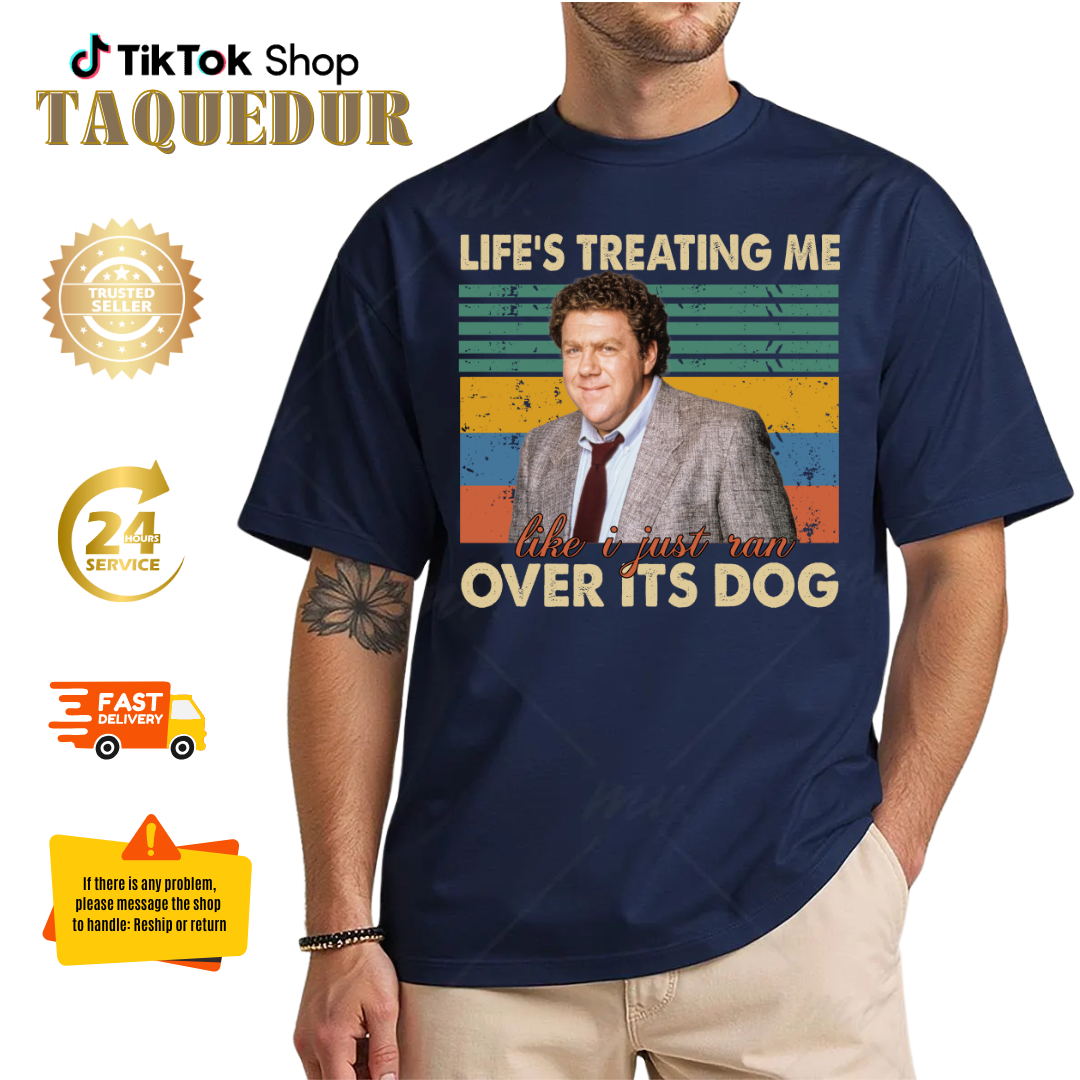 TikTok Shop
TAQUEDUR
TRUSTED
SELLER
24
HOURS
SERVICE
FAST
DELIVERY
If there is any problem,
please message the shop
to handle: Reship or return
LIFE'S TREATING ME
like i just ran
OVER ITS DOG